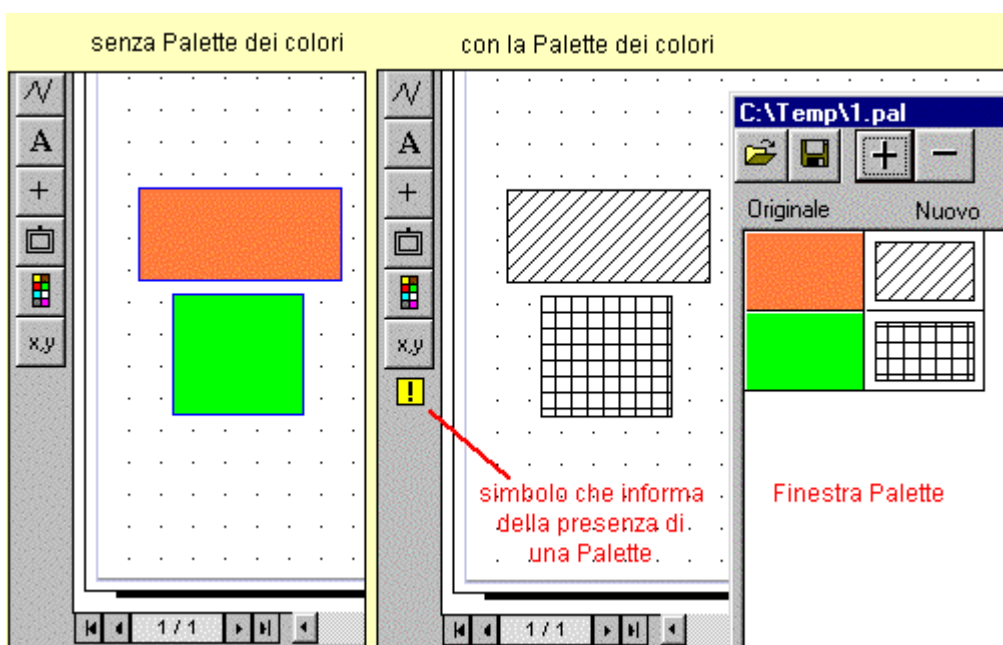 senza Palette dei colori
con la Palette dei colori
A
+
x,y
A
+
x,y
!
C:\Temp\1.pal
+ -
Originale Nuovo
simbolo che informa
della presenza di
una Palette.
Finestra Palette
1 / 1
1 / 1